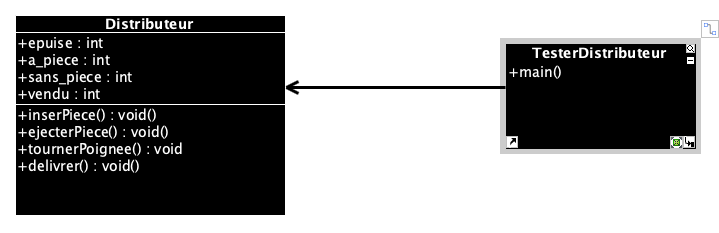 Distributeur
+epuise : int
+a_piece : int
+sans_piece : int
+vendu : int
+inserPiece() : void()
+ejecterPiece() : void()
+tournerPoignee() : void
+delivrer() : void()
TesterDistributeur
+main()